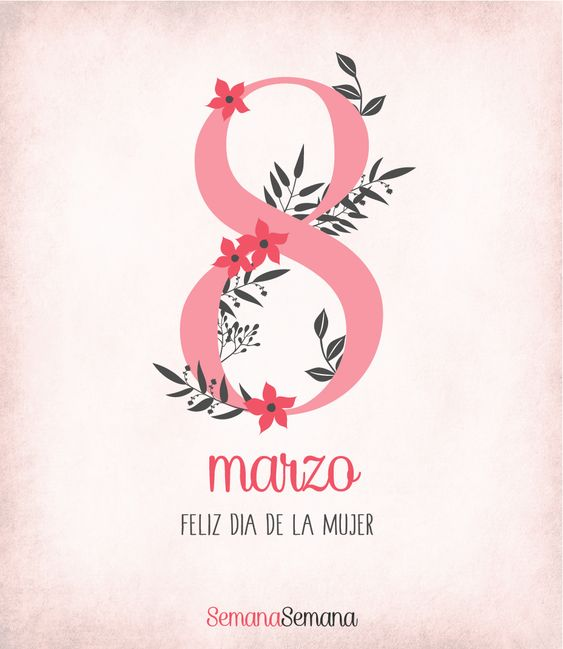 8
marzo
FELIZ DIA DE LA MUJER
SemanaSemana